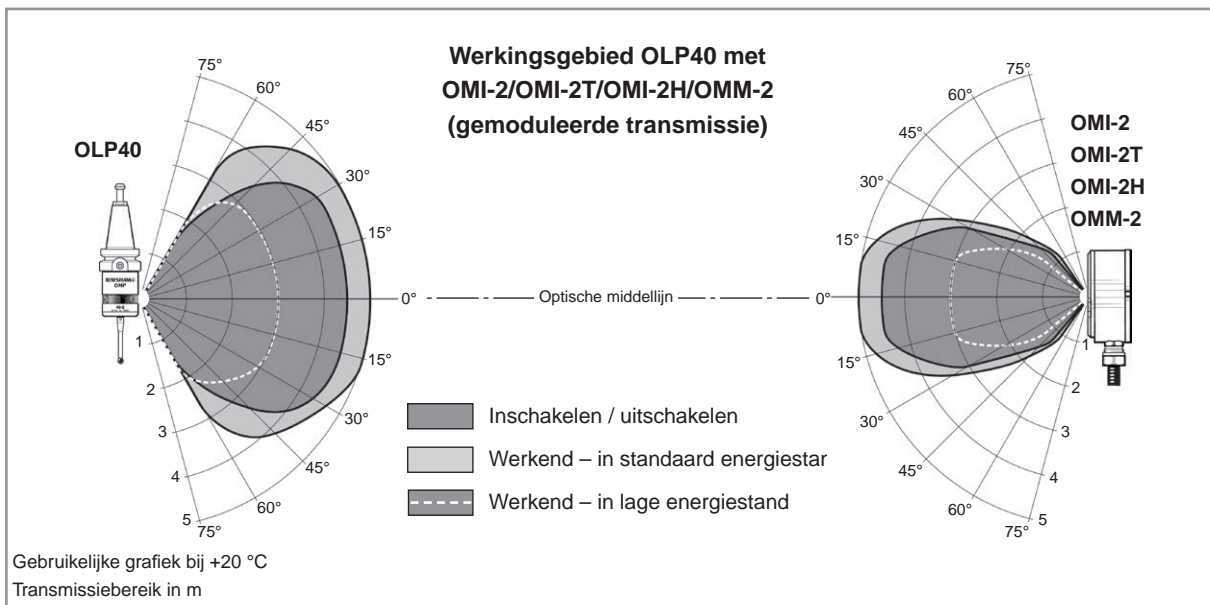 Werkingsgebied OLP40 met
OMI-2/OMI-2T/OMI-2H/OMM-2
(gemoduleerde transmissie)
OLP40
75°
60°
45°
30°
15°
0°
15°
30°
45°
60°
75°
1
2
3
4
5
RENISHAW
OMP
Optische middellijn
75°
60°
45°
30°
15°
0°
15°
30°
45°
60°
75°
1
2
3
4
5
OMI-2
OMI-2T
OMI-2H
OMM-2
Inschakelen / uitschakelen
Werkend – in standaard energiestar
Werkend – in lage energiestand
Gebruikelijke grafiek bij +20 °C
Transmissiebereik in m